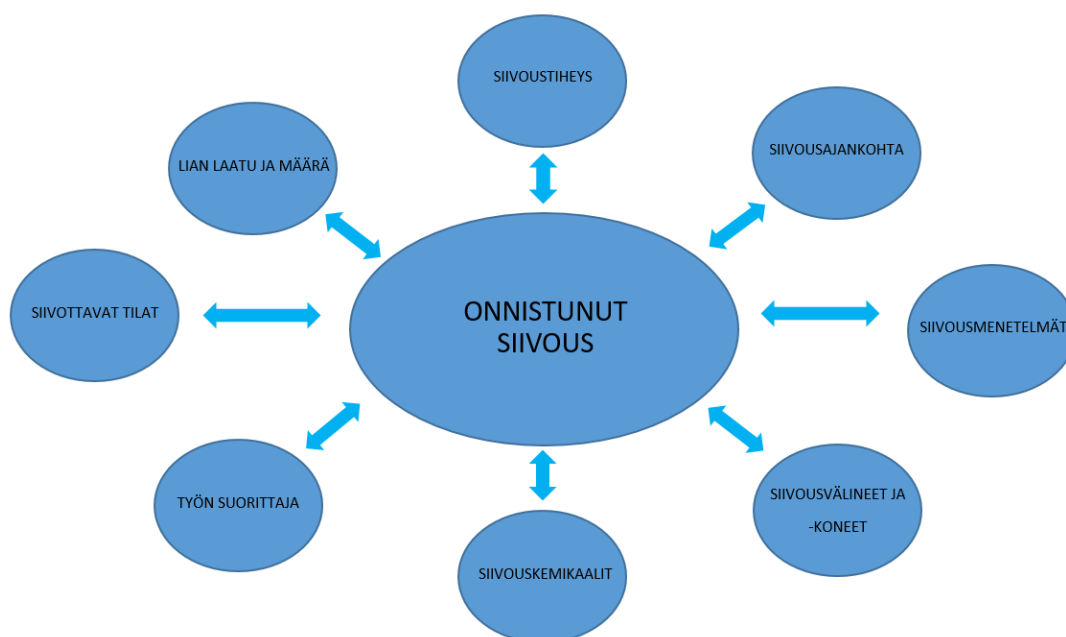 SIIVOUSTIHEYS
SIIVOUSAJANKOHTA
LIAN LAATU JA MÄÄRÄ
ONNISTUNUT
SIIVOUS
SIIVOTTAVAT TILAT
SIIVOUSMENETELMÄT
TYÖN SUORITTAJA
SIIVOUSVÄLINEET JA
-KONEET
SIIVOUSKEMIKAALIT